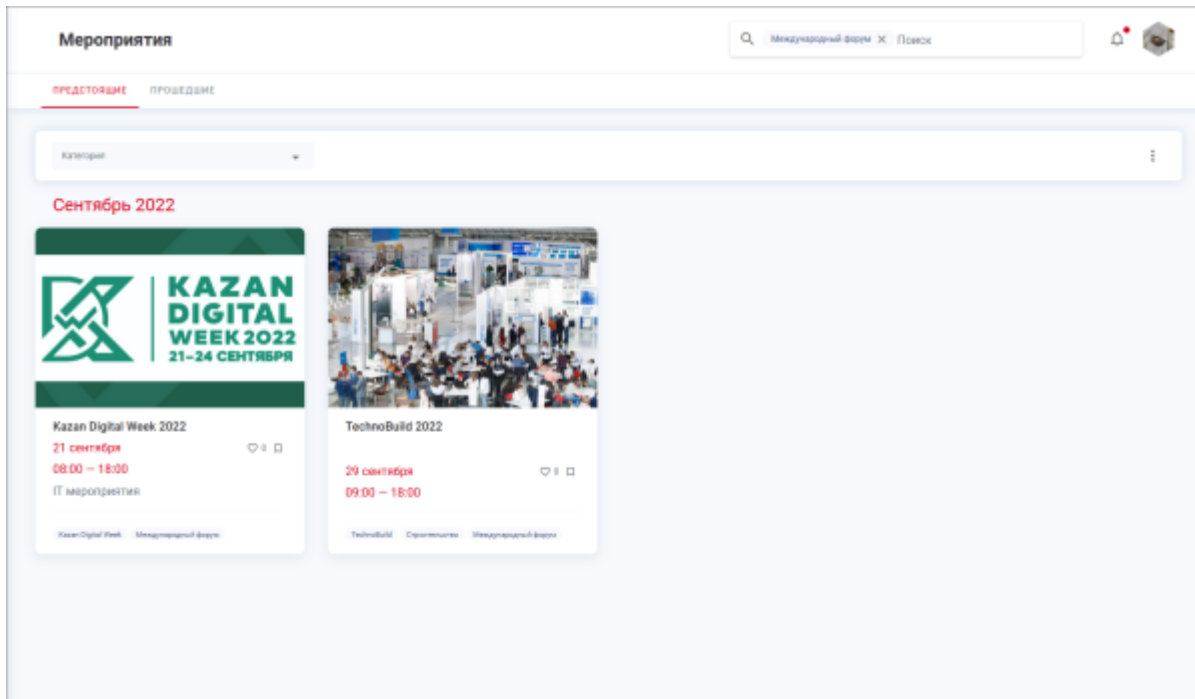 Мероприятия
Международный форум
Поиск
ПРЕДСТОЯЩИЕ
ПРОШЕДШИЕ
Категория
Сентябрь 2022
KAZAN
DIGITAL
WEEK 2022
21–24 СЕНТЯБРЯ
Kazan Digital Week 2022
21 сентября
0
08:00 — 18:00
IT мероприятия
Kazan Digital Week
Международный форум
TechnoBuild 2022
29 сентября
09:00 — 18:00
TechnoBuild
Строительство
Международный форум